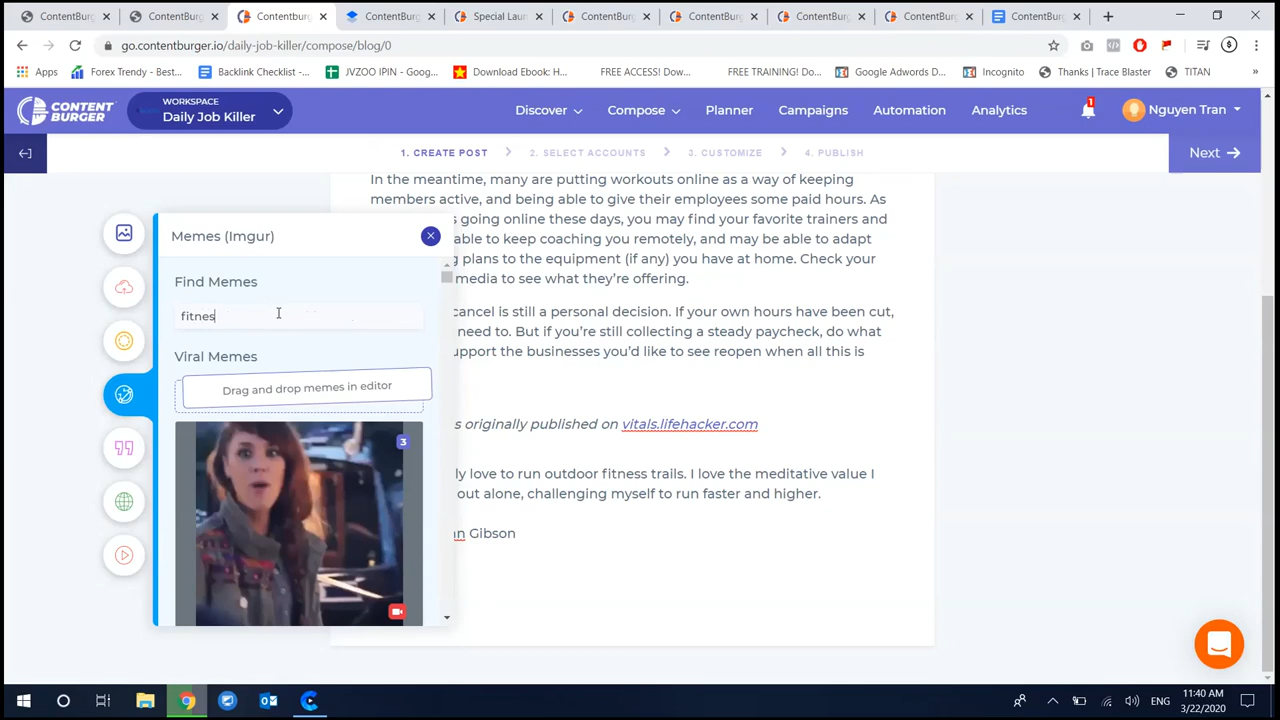 ContentBurg
ContentBurg
Contentburge
ContentBurg
Special Laun
ContentBurg
ContentBurg
ContentBurg
ContentBurg
ContentBurg
go.contentburger.io/daily-job-killer/compose/blog/0
Apps
Forex Trendy - Best...
Backlink Checklist -...
JVZOO IPIN - Goog...
Download Ebook: H...
FREE ACCESS! Dow...
FREE TRAINING! Do...
Google Adwords D...
Incognito
Thanks | Trace Blaster
TITAN
»
CONTENT
BURGER
WORKSPACE
Daily Job Killer
Discover
Compose
Planner
Campaigns
Automation
Analytics
1
Nguyen Tran
1. CREATE POST
2. SELECT ACCOUNTS
3. CUSTOMIZE
4. PUBLISH
Next
In the meantime, many are putting workouts online as a way of keeping
members active, and being able to give their employees some paid hours. As
s going online these days, you may find your favorite trainers and
able to keep coaching you remotely, and may be able to adapt
g plans to the equipment (if any) you have at home. Check your
media to see what they're offering.
cancel is still a personal decision. If your own hours have been cut,
need to. But if you're still collecting a steady paycheck, do what
upport the businesses you'd like to see reopen when all this is
s originally published on vitals.lifehacker.com
ly love to run outdoor fitness trails. I love the meditative value I
out alone, challenging myself to run faster and higher.
nn Gibson
Memes (Imgur)
Find Memes
fitnes
Viral Memes
Drag and drop memes in editor
3
ENG
11:40 AM
3/22/2020